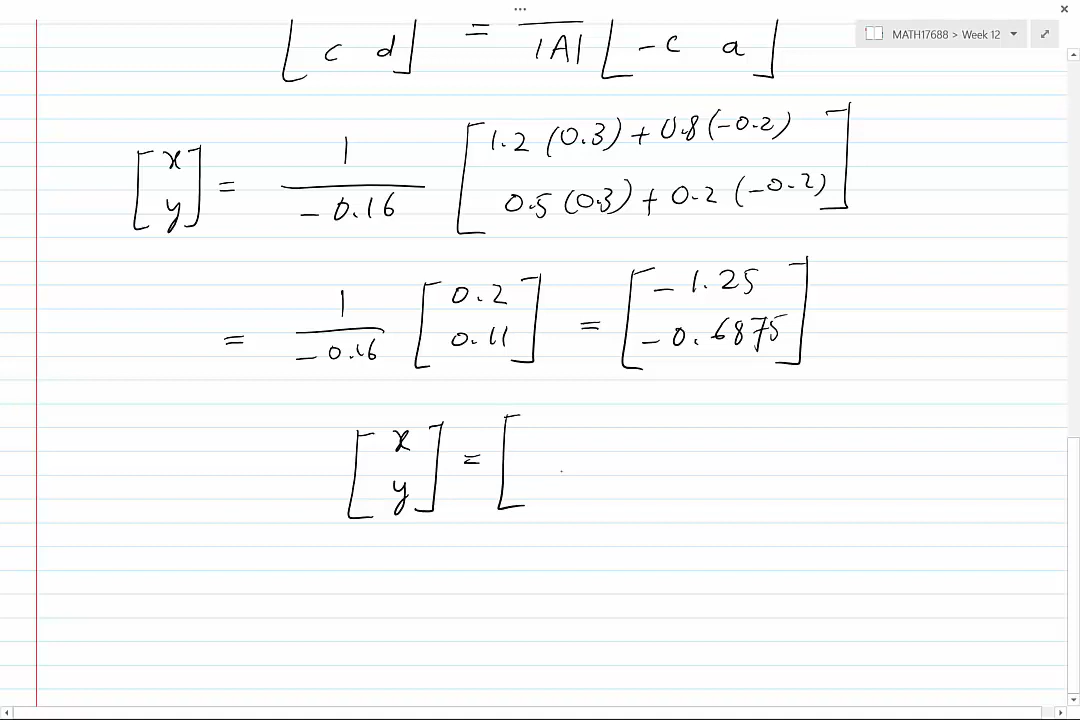 MATH17688 > Week 12
[c d] = 1/|A| [-c a]
[x y] = 1/-0.16 [1.2 (0.3) + 0.8 (-0.2)
0.5 (0.3) + 0.2 (-0.2)]
= 1/-0.16 [0.2 0.11] = [-1.25 -0.6875]
[x y] = [